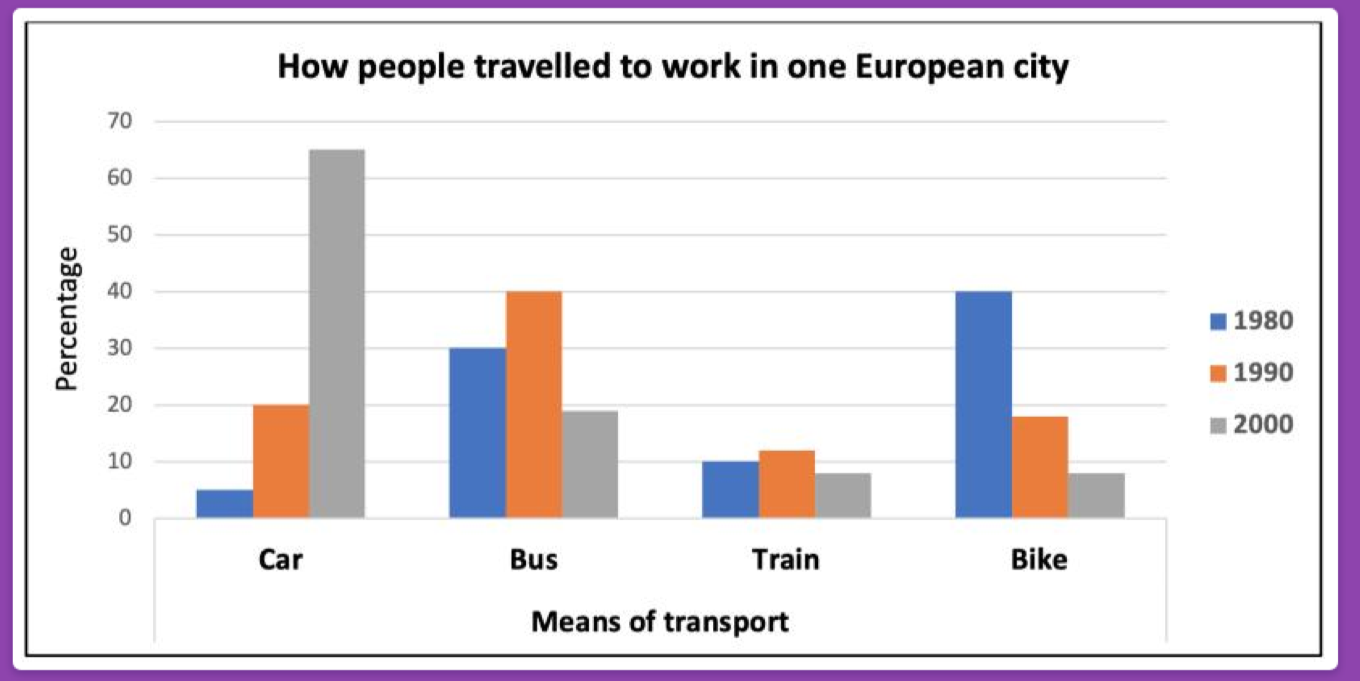 How people travelled to work in one European city
Percentage
70
60
50
40
30
20
10
0
Car
Bus
Train
Bike
Means of transport
1980
1990
2000